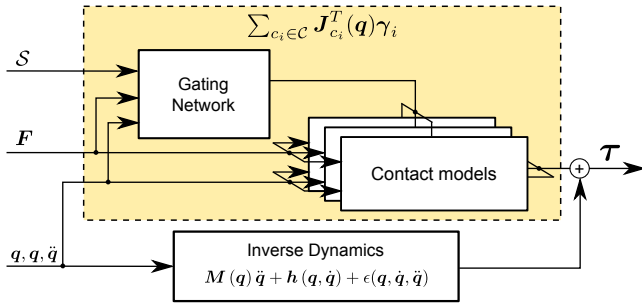 ∑_{c_i∈𝒞} J^T_{c_i}(q)γ_i
𝒮
Gating
Network
F
Contact models
τ
+
q, q, q̈
Inverse Dynamics
M(q) q̈ + h(q, q̇) + ϵ(q, q̇, q̈)